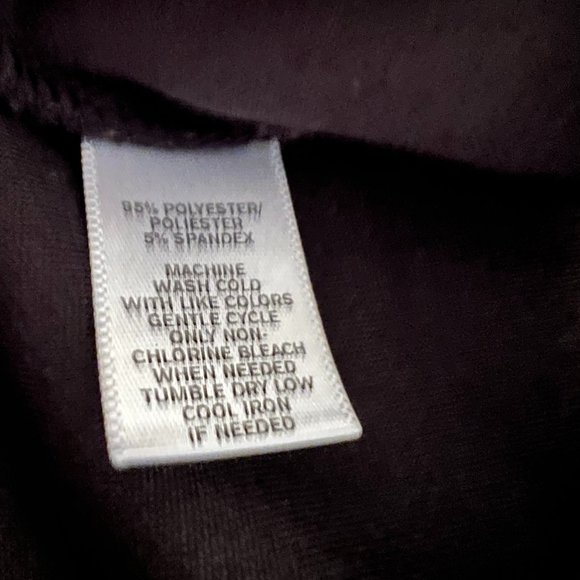 95% POLYESTER/
POLIESTER
5% SPANDEX
MACHINE
WASH COLD
WITH LIKE COLORS
GENTLE CYCLE
ONLY NON-
CHLORINE BLEACH
WHEN NEEDED
TUMBLE DRY LOW
COOL IRON
IF NEEDED